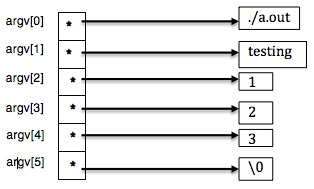 argv[0] * ./a.out
argv[1] * testing
argv[2] * 1
argv[3] * 2
argv[4] * 3
argv[5] * \0